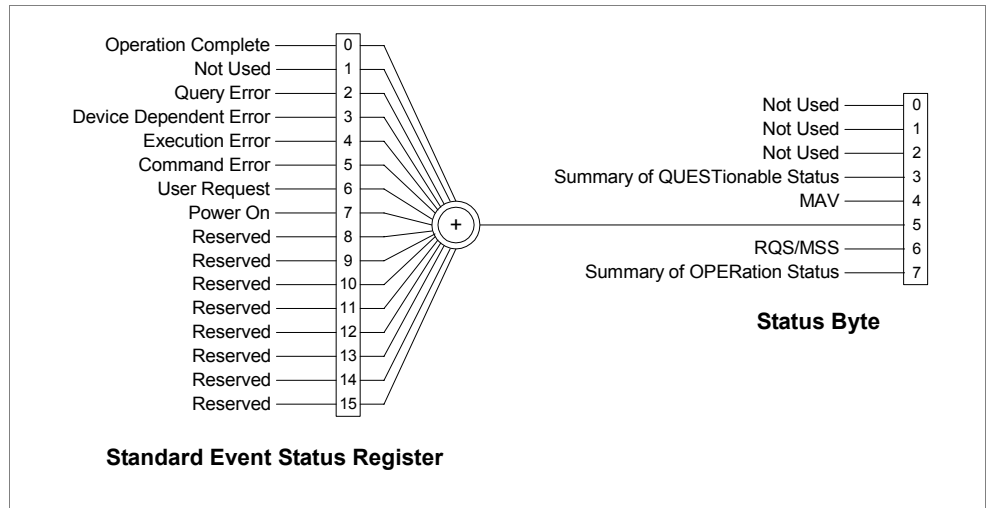 Operation Complete 0
Not Used 1
Query Error 2
Device Dependent Error 3
Execution Error 4
Command Error 5
User Request 6
Power On 7
Reserved 8
Reserved 9
Reserved 10
Reserved 11
Reserved 12
Reserved 13
Reserved 14
Reserved 15
Standard Event Status Register
+
Not Used 0
Not Used 1
Not Used 2
Summary of QUESTionable Status 3
MAV 4
5
RQS/MSS 6
Summary of OPERation Status 7
Status Byte